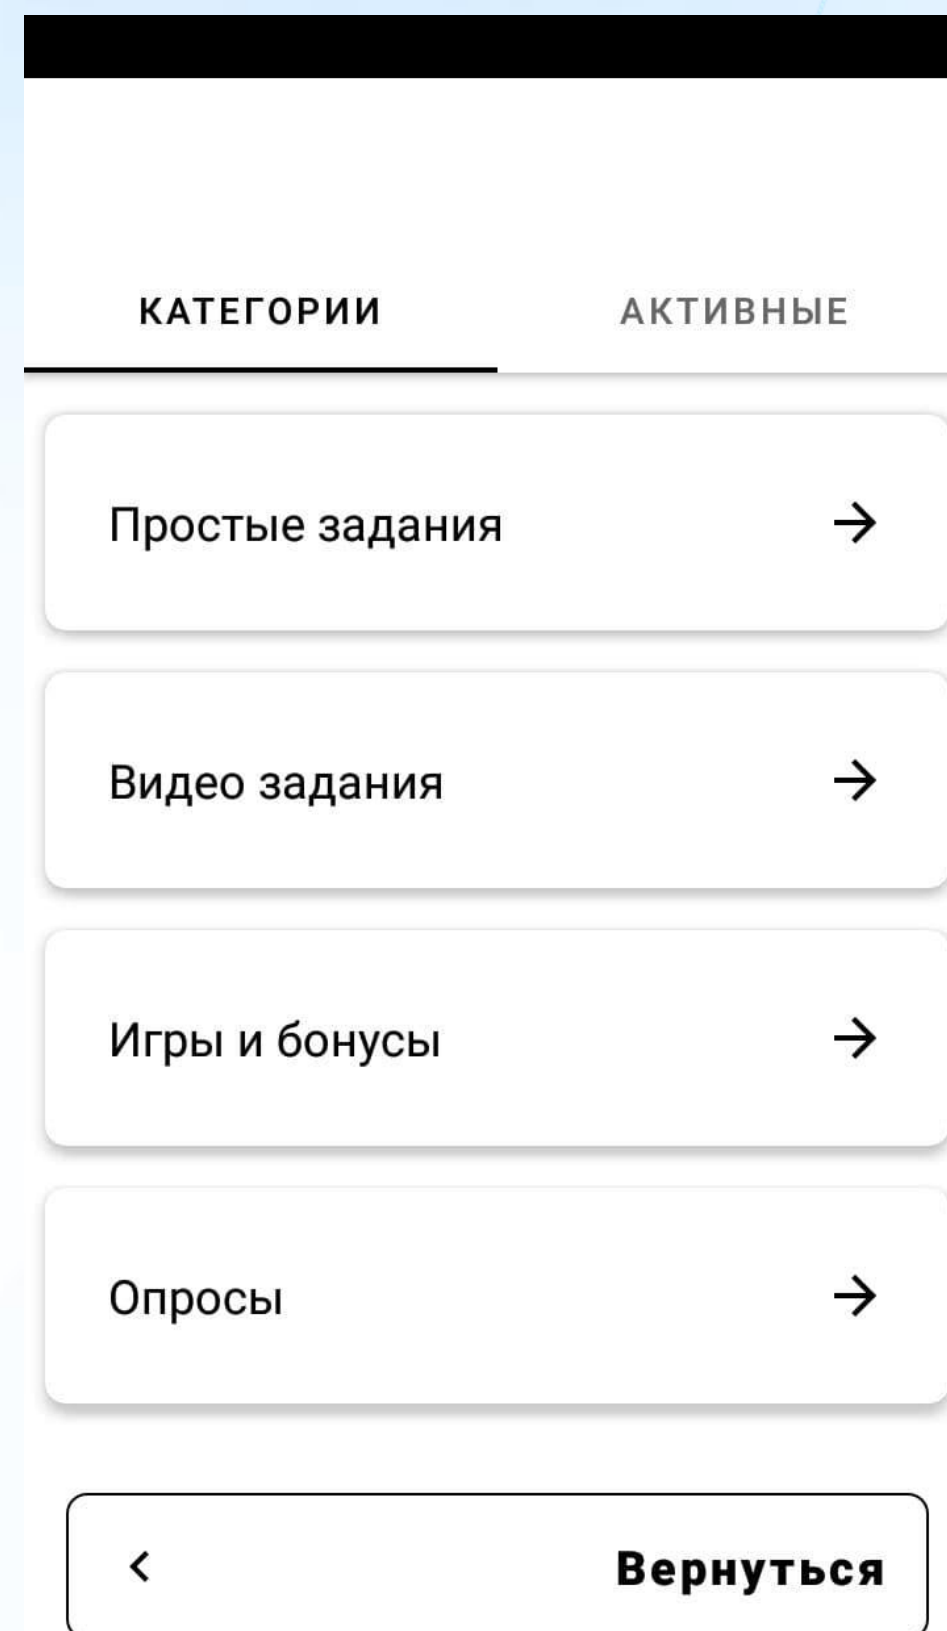 КАТЕГОРИИ АКТИВНЫЕ
Простые задания
Видео задания
Игры и бонусы
Опросы
Вернуться